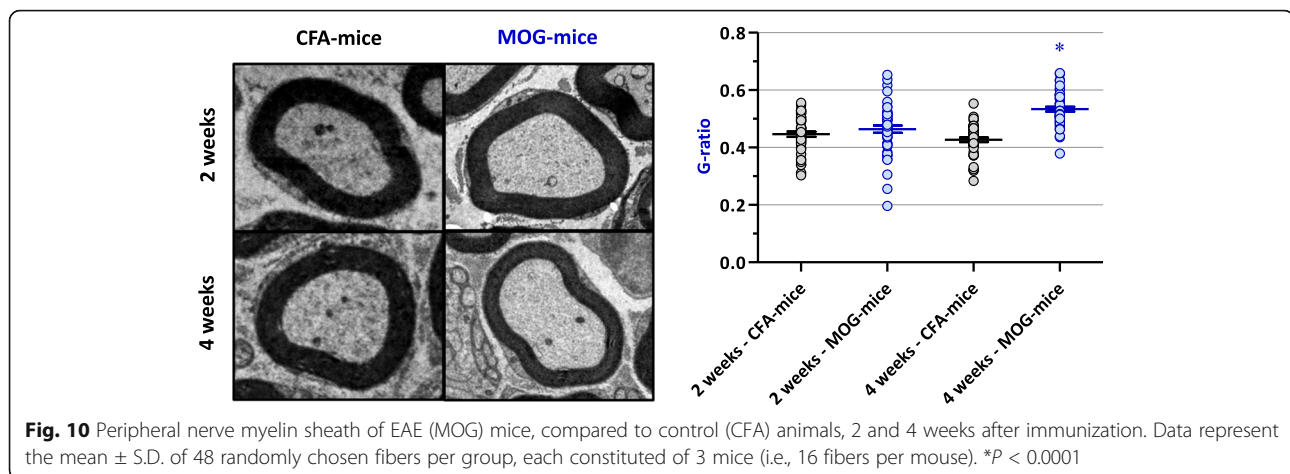 CFA-mice
MOG-mice
2 weeks
4 weeks
G-ratio
0.8
0.6
0.4
0.2
0.0
*
2 weeks - CFA-mice
2 weeks - MOG-mice
4 weeks - CFA-mice
4 weeks - MOG-mice
Fig. 10 Peripheral nerve myelin sheath of EAE (MOG) mice, compared to control (CFA) animals, 2 and 4 weeks after immunization. Data represent
the mean ± S.D. of 48 randomly chosen fibers per group, each constituted of 3 mice (i.e., 16 fibers per mouse). *P < 0.0001